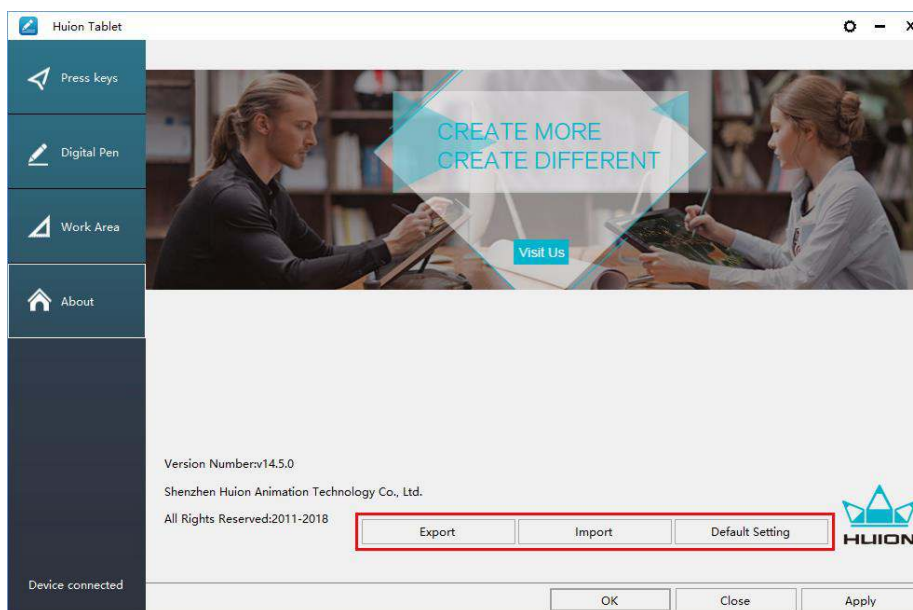 Huion Tablet
Press keys
Digital Pen
Work Area
About
CREATE MORE
CREATE DIFFERENT
Visit Us
Version Number:v14.5.0
Shenzhen Huion Animation Technology Co., Ltd.
All Rights Reserved:2011-2018
Export Import Default Setting
HUION
Device connected
OK Close Apply